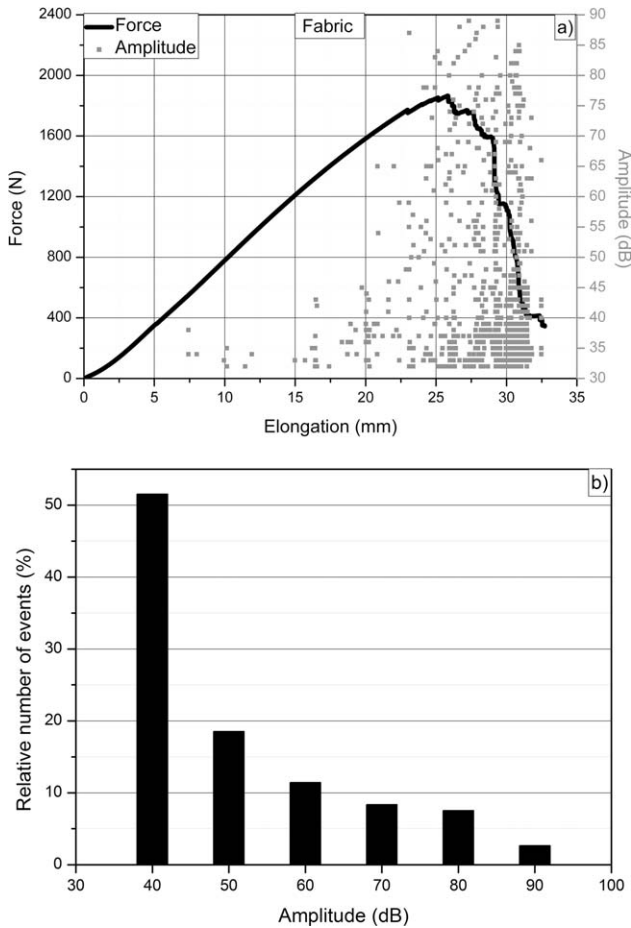 Force
Amplitude
Fabric
a)
2400
2000
1600
1200
800
400
0
Force (N)
90
85
80
75
70
65
60
55
50
45
40
35
30
Amplitude (dB)
0 5 10 15 20 25 30 35
Elongation (mm)
b)
50
40
30
20
10
0
Relative number of events (%)
30 40 50 60 70 80 90 100
Amplitude (dB)